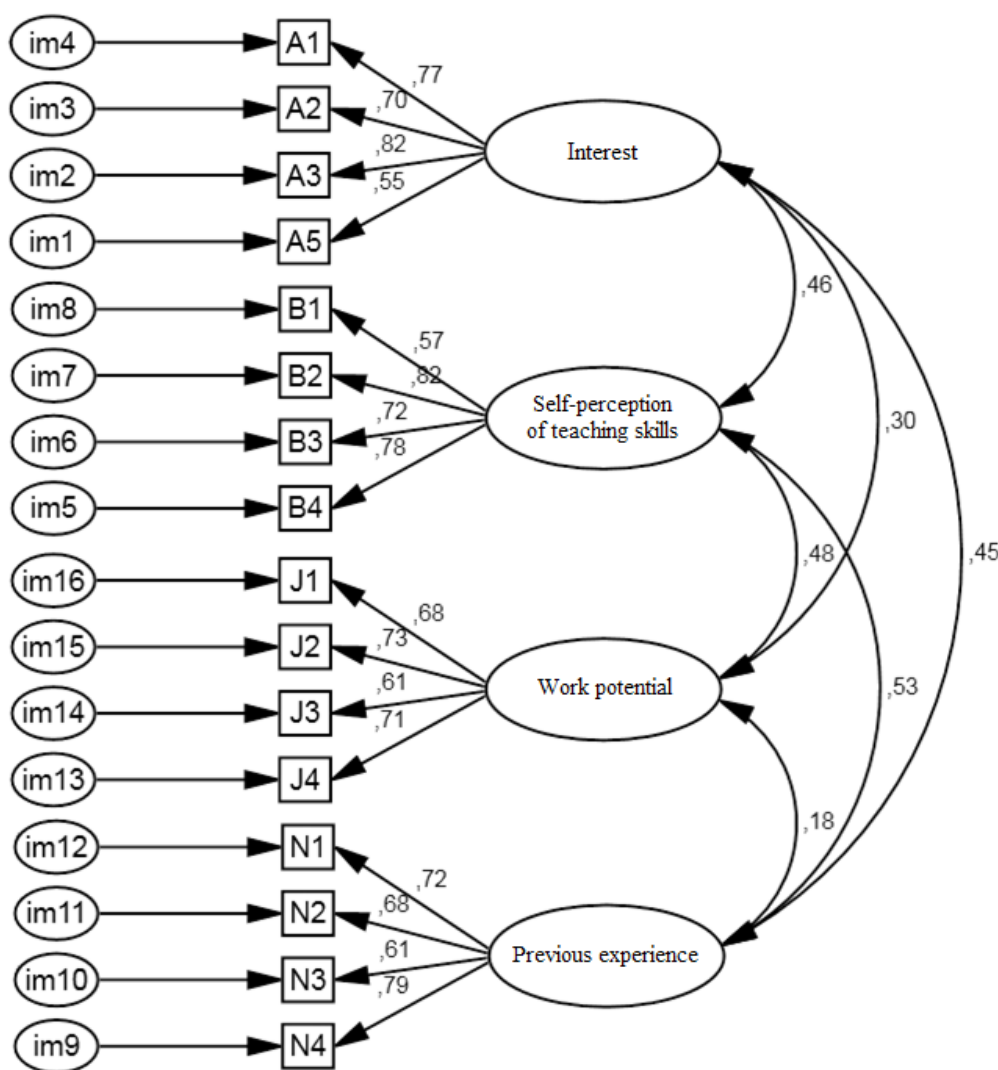 im4 A1
,77
im3 A2
,70
Interest
im2 A3
,82
im1 A5
,55
,46
im8 B1
,57
im7 B2
,82
Self-perception
of teaching skills
im6 B3
,72
,30
im5 B4
,78
,48
,45
im16 J1
,68
im15 J2
,73
Work potential
,53
im14 J3
,61
im13 J4
,71
,18
im12 N1
,72
im11 N2
,68
Previous experience
im10 N3
,61
im9 N4
,79